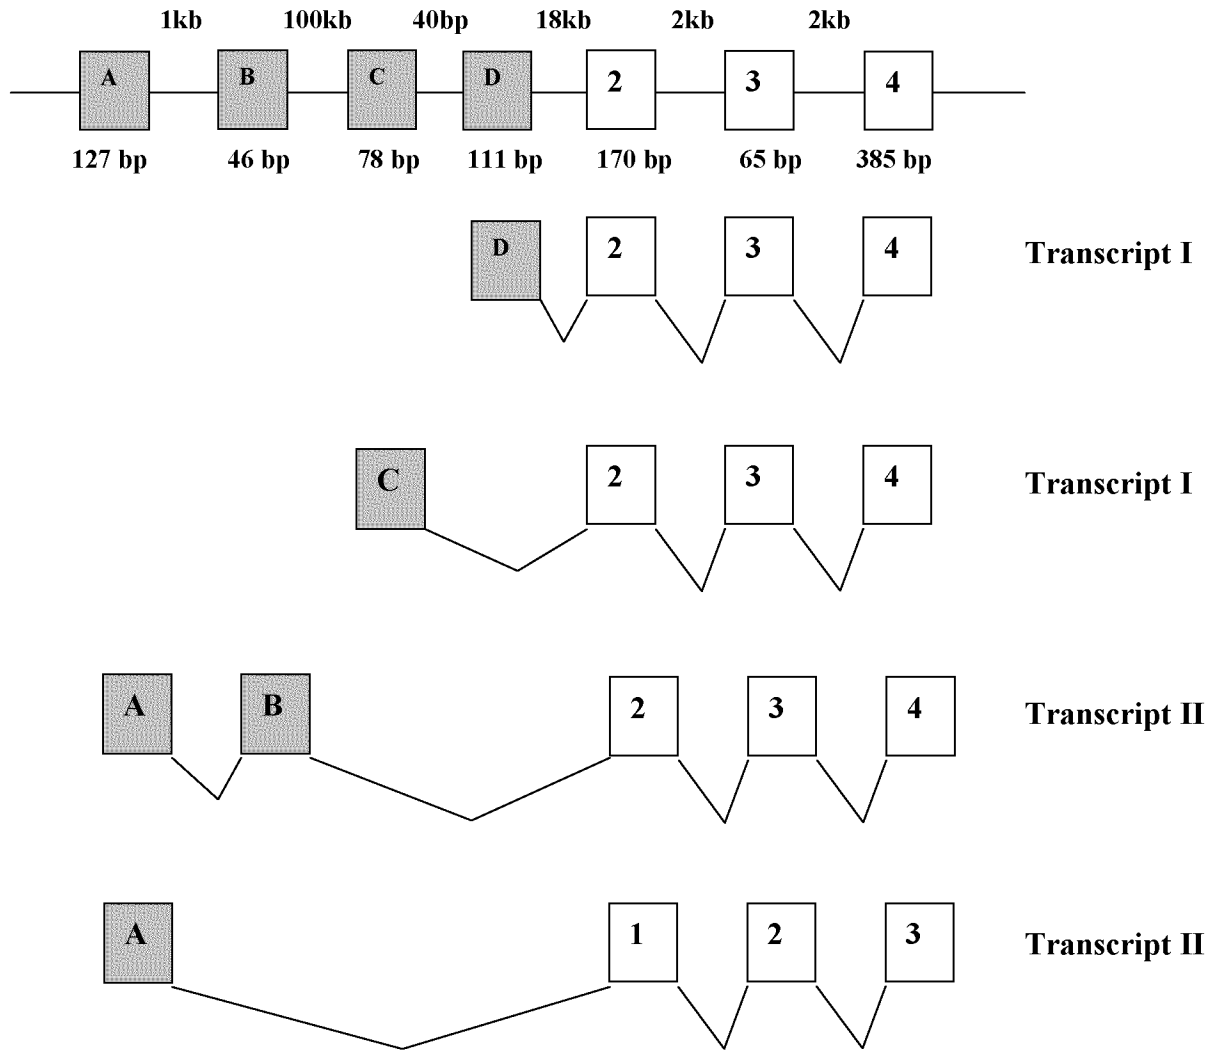 1kb 100kb 40bp 18kb 2kb 2kb
A B C D 2 3 4
127 bp 46 bp 78 bp 111 bp 170 bp 65 bp 385 bp
D 2 3 4 Transcript I
C 2 3 4 Transcript I
A B 2 3 4 Transcript II
A 1 2 3 Transcript II